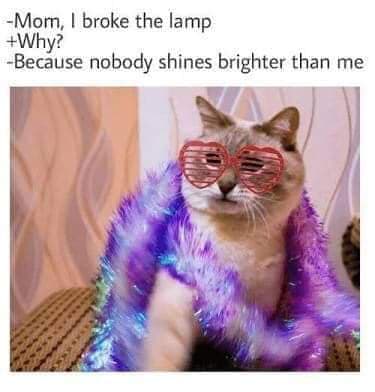 -Mom, I broke the lamp
+Why?
-Because nobody shines brighter than me